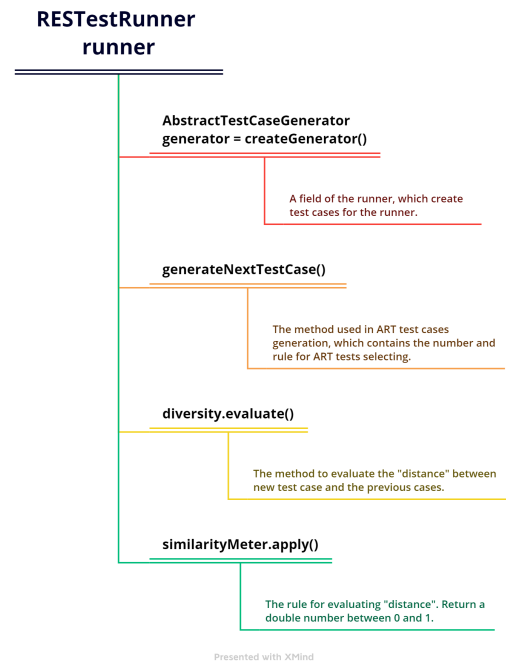 RESTestRunner
runner
AbstractTestCaseGenerator
generator = createGenerator()
A field of the runner, which create
test cases for the runner.
generateNextTestCase()
The method used in ART test cases
generation, which contains the number and
rule for ART tests selecting.
diversity.evaluate()
The method to evaluate the "distance" between
new test case and the previous cases.
similarityMeter.apply()
The rule for evaluating "distance". Return a
double number between 0 and 1.
Presented with XMind